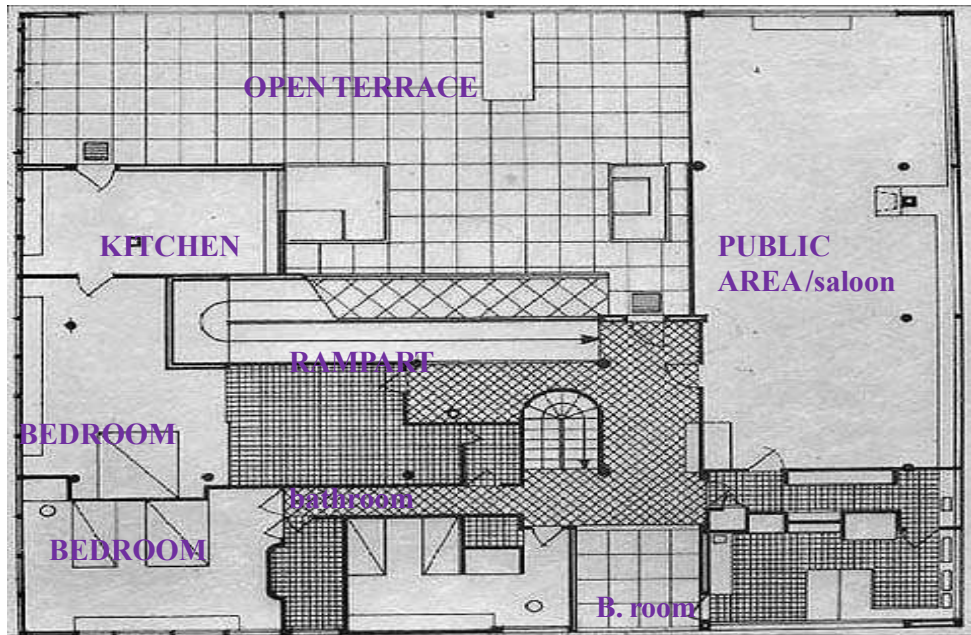 OPEN TERRACE
KITCHEN
PUBLIC
AREA/saloon
RAMPART
BEDROOM
bathroom
BEDROOM
B. room